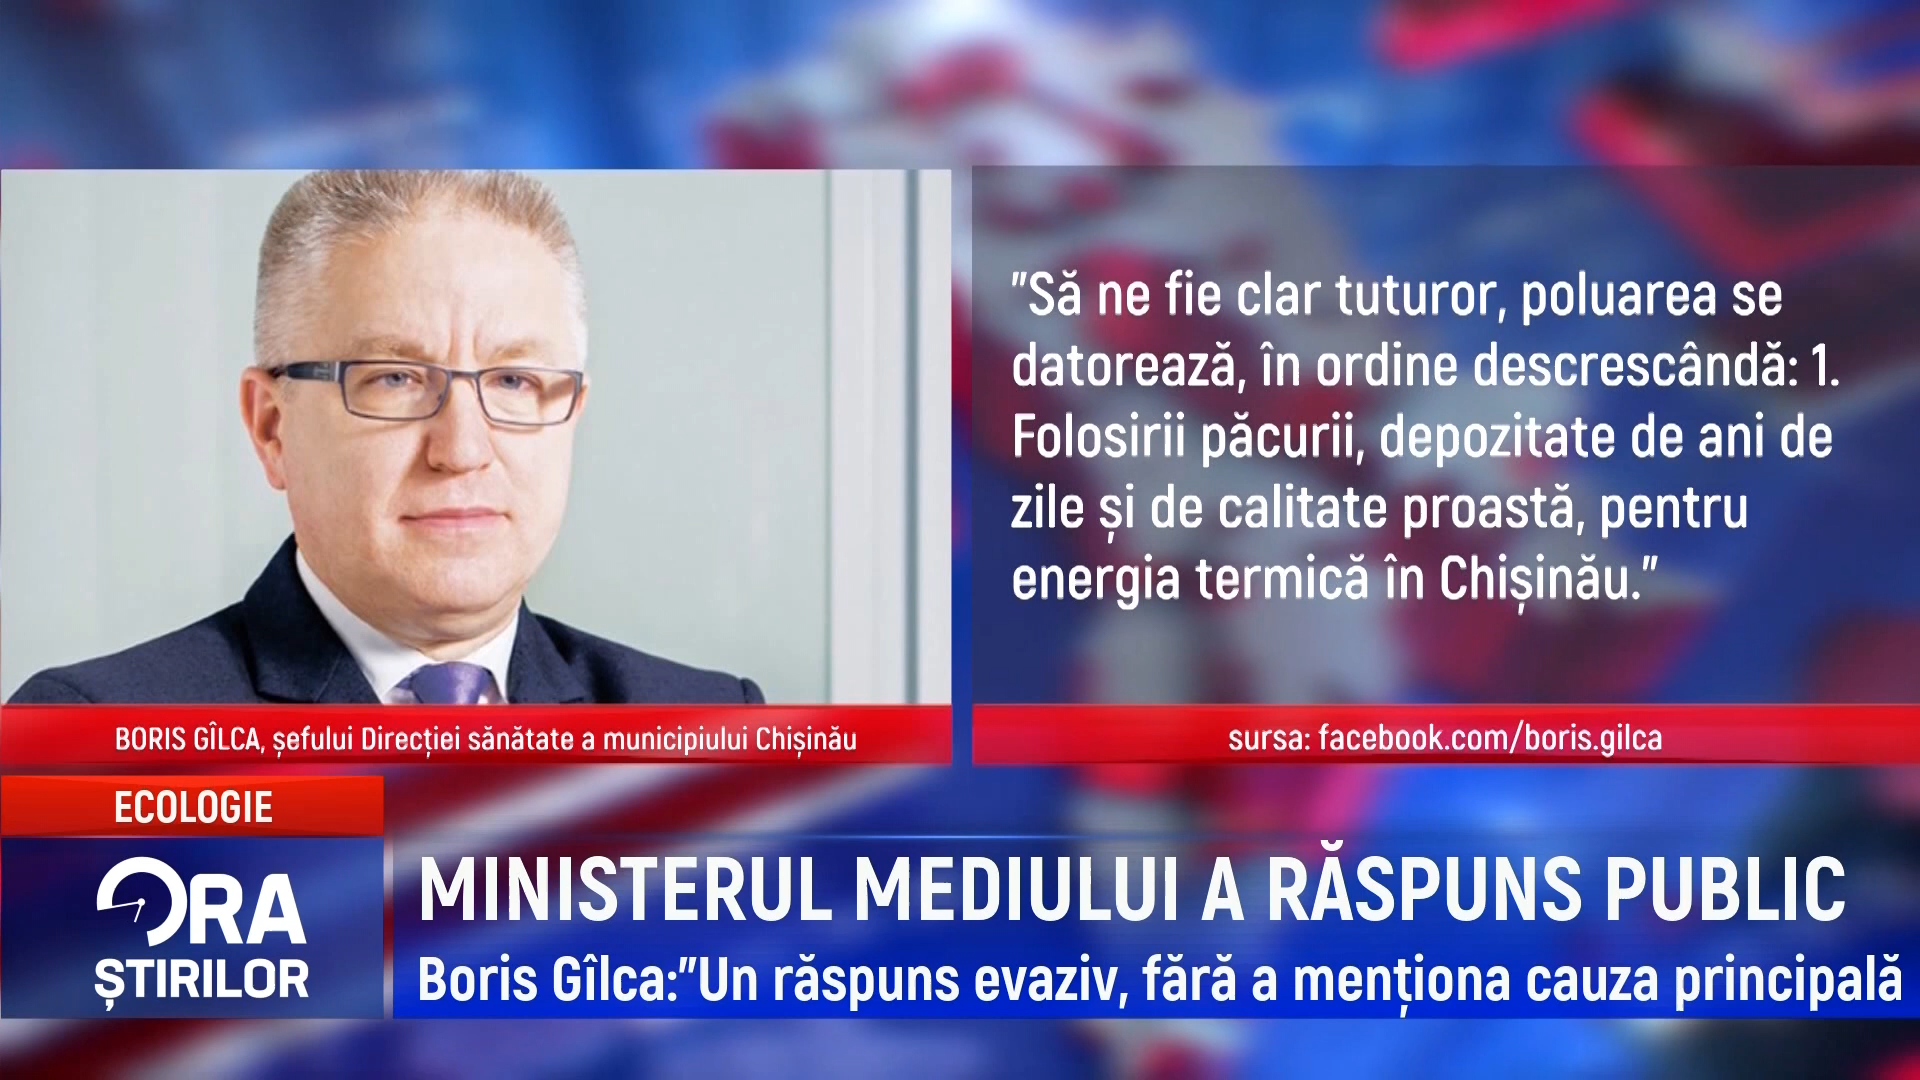 "Să ne fie clar tuturor, poluarea se
datorează, în ordine descrescândă: 1.
Folosirii păcurii, depozitate de ani de
zile și de calitate proastă, pentru
energia termică în Chișinău."
BORIS GÎLCA, șefului Direcției sănătate a municipiului Chișinău
sursa: facebook.com/boris.gilca
ECOLOGIE
ORA
ȘTIRILOR
MINISTERUL MEDIULUI A RĂSPUNS PUBLIC
Boris Gîlca:"Un răspuns evaziv, fără a menționa cauza principală